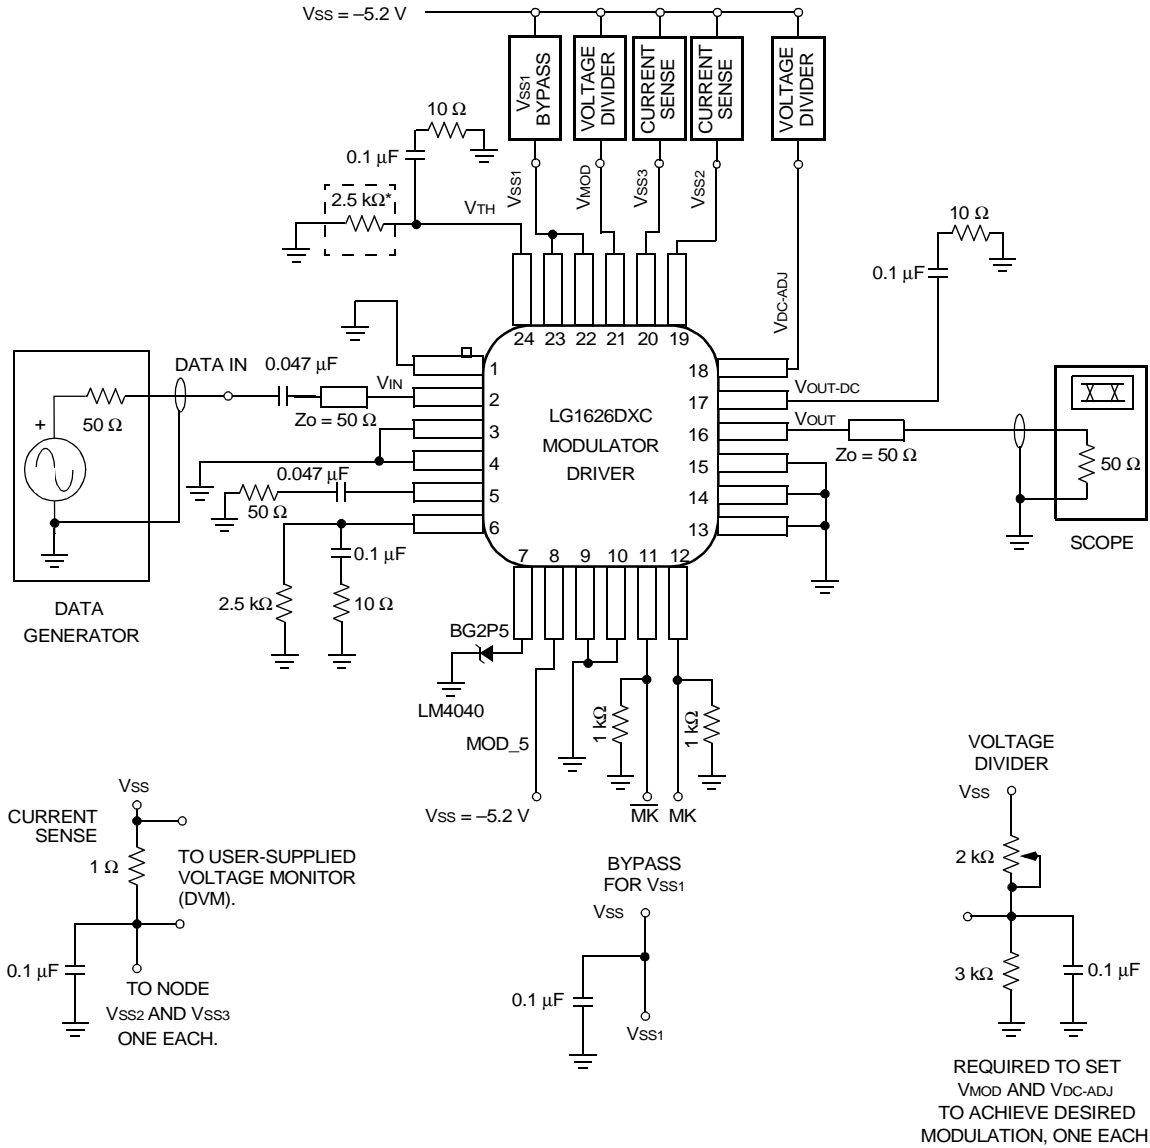 VSS = –5.2 V
VSS1
BYPASS
VOLTAGE
DIVIDER
CURRENT
SENSE
CURRENT
SENSE
VOLTAGE
DIVIDER
10 Ω
0.1 µF
2.5 kΩ*
VTH
VSS1
VMOD
VSS3
VSS2
VDC-ADJ
10 Ω
0.1 µF
24 23 22 21 20 19
1
2
3
4
5
6
18
17
16
15
14
13
7 8 9 10 11 12
LG1626DXC
MODULATOR
DRIVER
DATA IN
0.047 µF
VIN
Zo = 50 Ω
50 Ω
+
0.047 µF
50 Ω
0.1 µF
2.5 kΩ
10 Ω
DATA
GENERATOR
VOUT-DC
VOUT
Zo = 50 Ω
50 Ω
SCOPE
BG2P5
LM4040
MOD_5
VSS = –5.2 V
1 kΩ
1 kΩ
M̅K̅ MK
VSS
CURRENT
SENSE
1 Ω
TO USER-SUPPLIED
VOLTAGE MONITOR
(DVM).
0.1 µF
TO NODE
VSS2 AND VSS3
ONE EACH.
BYPASS
FOR VSS1
VSS
0.1 µF
VSS1
VOLTAGE
DIVIDER
VSS
2 kΩ
3 kΩ
0.1 µF
REQUIRED TO SET
VMOD AND VDC-ADJ
TO ACHIEVE DESIRED
MODULATION, ONE EACH